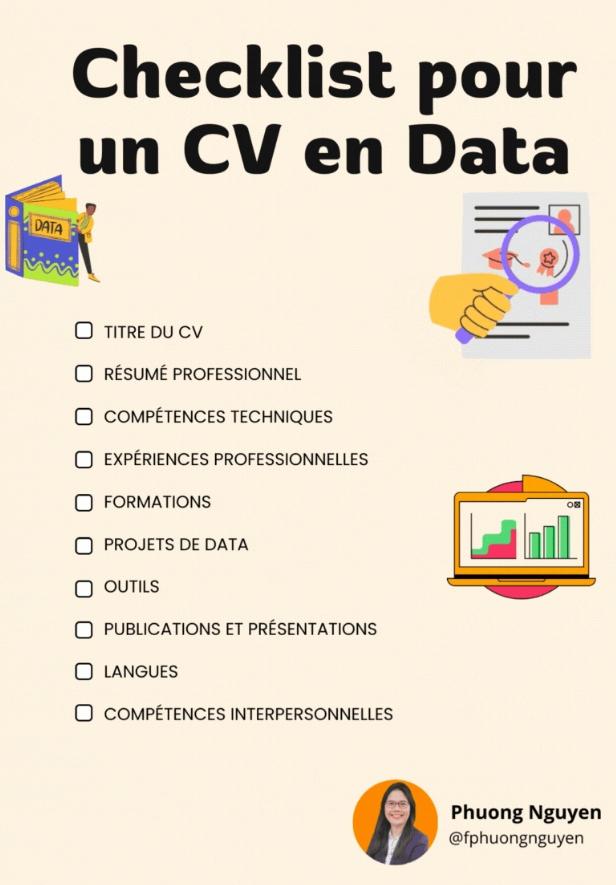 Checklist pour
un CV en Data
DATA
TITRE DU CV
RÉSUMÉ PROFESSIONNEL
COMPÉTENCES TECHNIQUES
EXPÉRIENCES PROFESSIONNELLES
FORMATIONS
PROJETS DE DATA
OUTILS
PUBLICATIONS ET PRÉSENTATIONS
LANGUES
COMPÉTENCES INTERPERSONNELLES
Phuong Nguyen
@fphuongnguyen